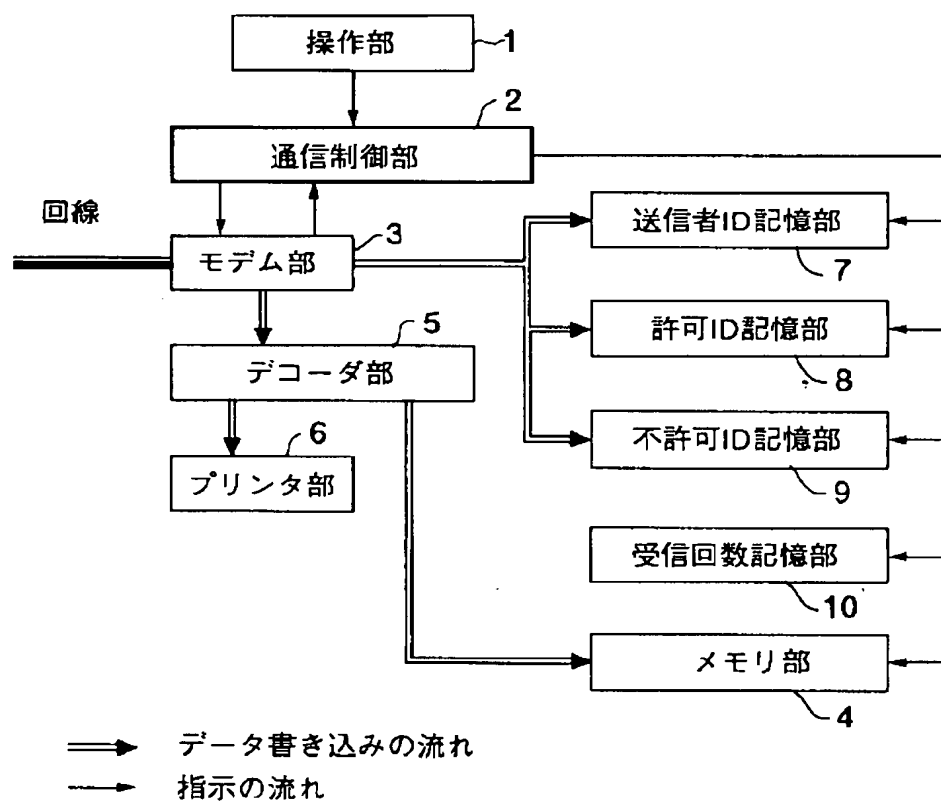 操作部
1
2
通信制御部
回線
3
モデム部
送信者ID記憶部
7
5
許可ID記憶部
8
デコーダ部
6
不許可ID記憶部
9
プリンタ部
受信回数記憶部
10
メモリ部
4
データ書き込みの流れ
指示の流れ